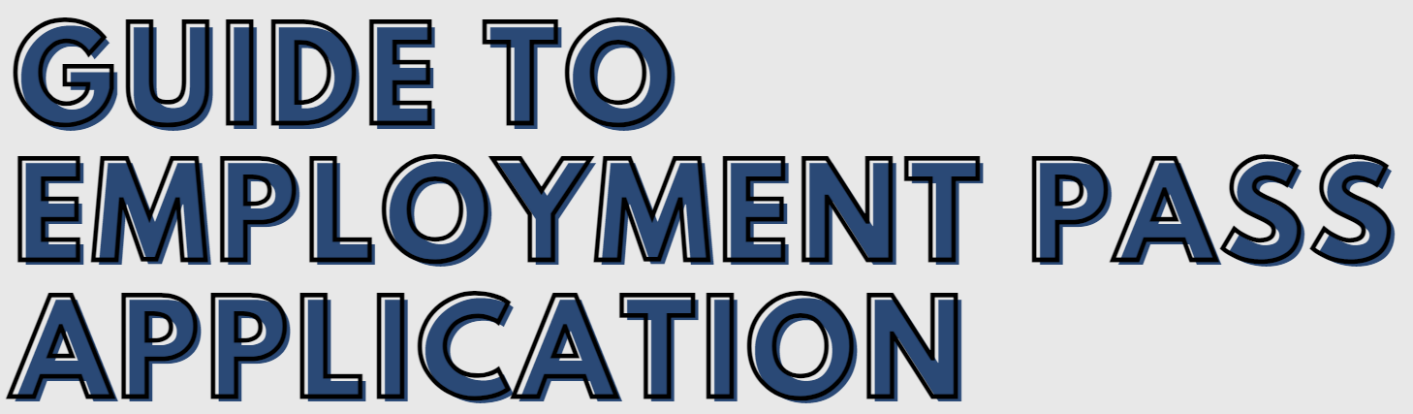 GUIDE TO
EMPLOYMENT PASS
APPLICATION